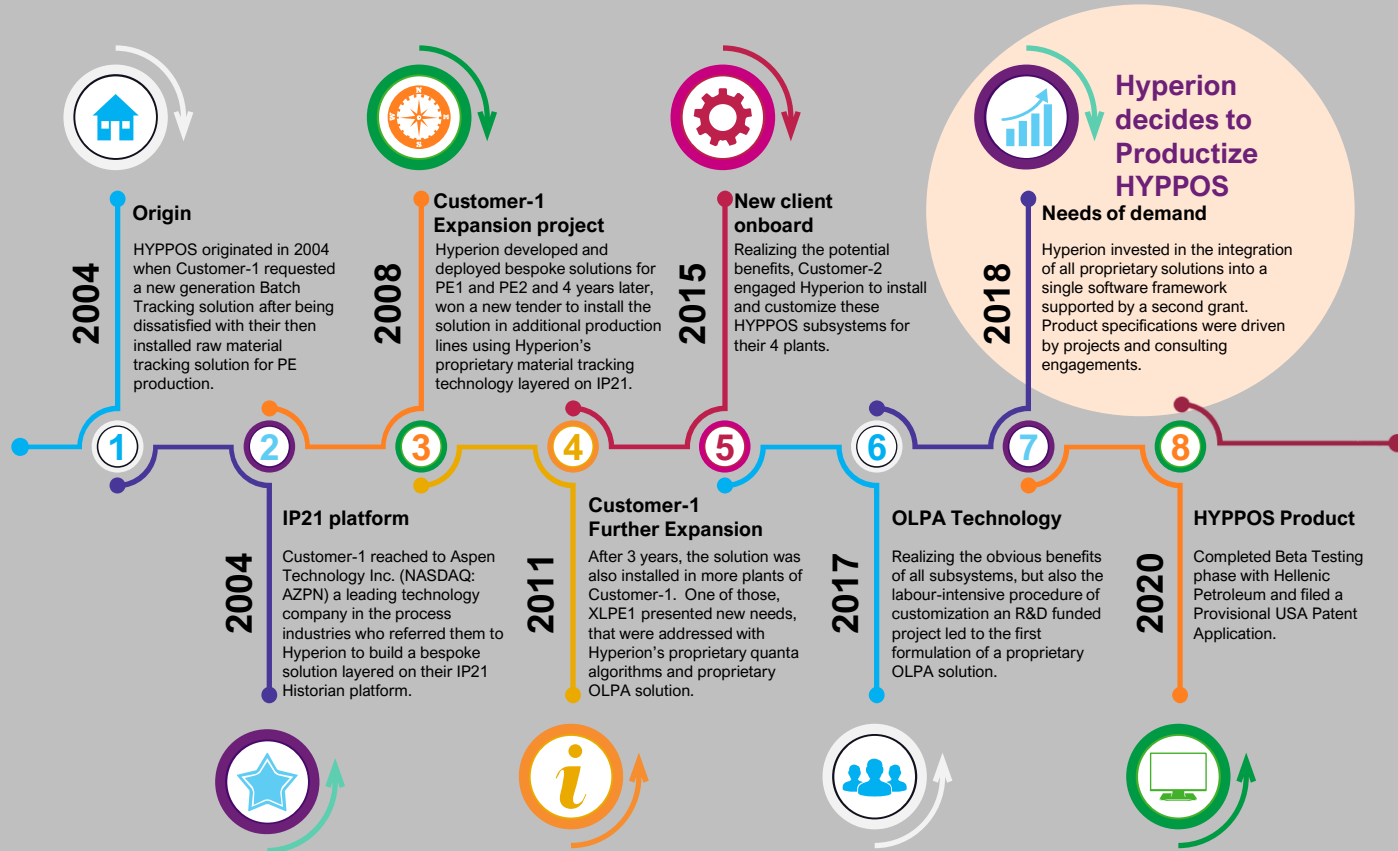 Origin
2004
HYPPOS originated in 2004
when Customer-1 requested
a new generation Batch
Tracking solution after being
dissatisfied with their then
installed raw material
tracking solution for PE
production.
N
W
S
Customer-1
Expansion project
2008
Hyperion developed and
deployed bespoke solutions for
PE1 and PE2 and 4 years later,
won a new tender to install the
solution in additional production
lines using Hyperion’s
proprietary material tracking
technology layered on IP21.
New client
onboard
2015
Realizing the potential
benefits, Customer-2
engaged Hyperion to install
and customize these
HYPPOS subsystems for
their 4 plants.
Hyperion
decides to
Productize
HYPPOS
Needs of demand
2018
Hyperion invested in the integration
of all proprietary solutions into a
single software framework
supported by a second grant.
Product specifications were driven
by projects and consulting
engagements.
1
2
3
4
5
6
7
8
IP21 platform
2004
Customer-1 reached to Aspen
Technology Inc. (NASDAQ:
AZPN) a leading technology
company in the process
industries who referred them to
Hyperion to build a bespoke
solution layered on their IP21
Historian platform.
Customer-1
Further Expansion
2011
After 3 years, the solution was
also installed in more plants of
Customer-1.  One of those,
XLPE1 presented new needs,
that were addressed with
Hyperion’s proprietary quanta
algorithms and proprietary
OLPA solution.
i
OLPA Technology
2017
Realizing the obvious benefits
of all subsystems, but also the
labour-intensive procedure of
customization an R&D funded
project led to the first
formulation of a proprietary
OLPA solution.
HYPPOS Product
2020
Completed Beta Testing
phase with Hellenic
Petroleum and filed a
Provisional USA Patent
Application.